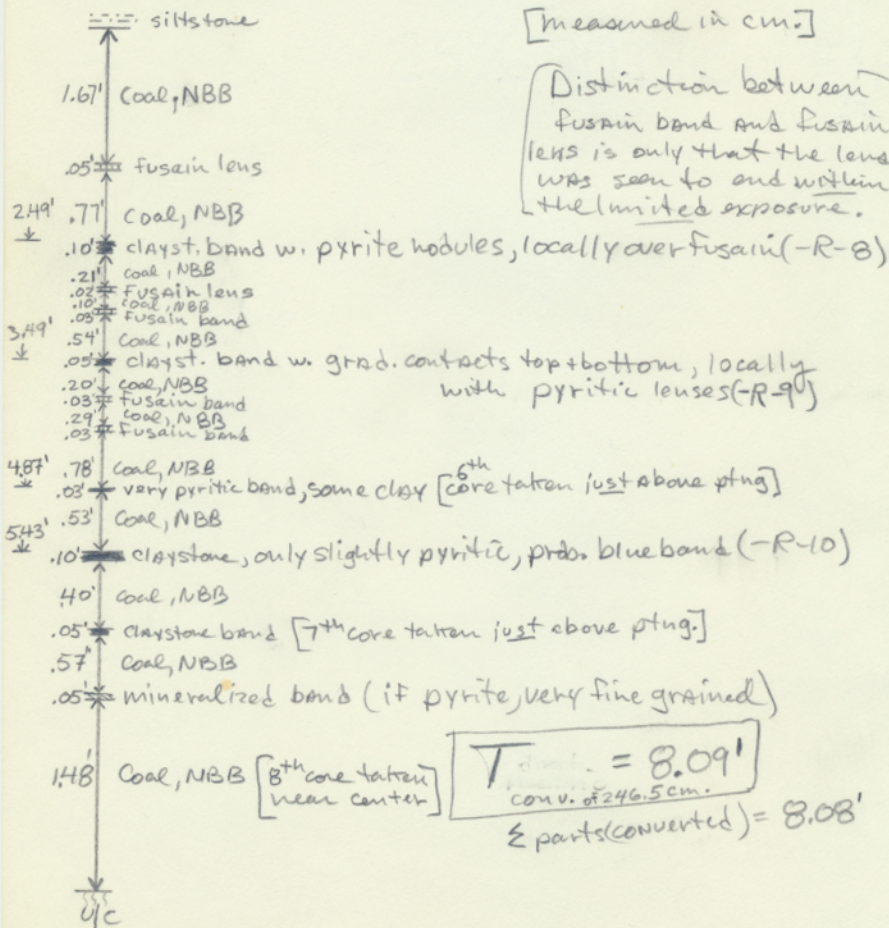 siltstone
[measured in cm.]
1.67' Coal, NBB
Distinction between
fusain band and fusain
lens is only that the lens
was seen to end within
the limited exposure.
.05' fusain lens
2.49' .77' Coal, NBB
.10' clayst. band w. pyrite nodules, locally over fusain (-R-8)
.21' coal, NBB
.02' fusain lens
.10' coal, NBB
.03' fusain band
3.49' .54' Coal, NBB
.05' clayst. band w. grad. contacts top + bottom, locally
with pyritic lenses (-R-9)
.20' coal, NBB
.03' fusain band
.29' coal, NBB
.03' fusain band
4.87' .78' Coal, NBB
.03' very pyritic band, some clay [6th core taken just above ptng]
5.43' .53' Coal, NBB
.10' claystone, only slightly pyritic, prob. blue band (-R-10)
.40' Coal, NBB
.05' claystone band [7th core taken just above ptng.]
.57" Coal, NBB
.05' mineralized band (if pyrite, very fine grained)
1.48' Coal, NBB [8th core taken
near center]
T = 8.09'
conv. of 246.5 cm.
Σ parts (converted) = 8.08'
U/C